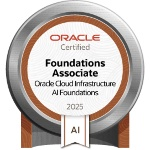 ORACLE
Certified
Foundations
Associate
Oracle Cloud Infrastructure
AI Foundations
2025
AI